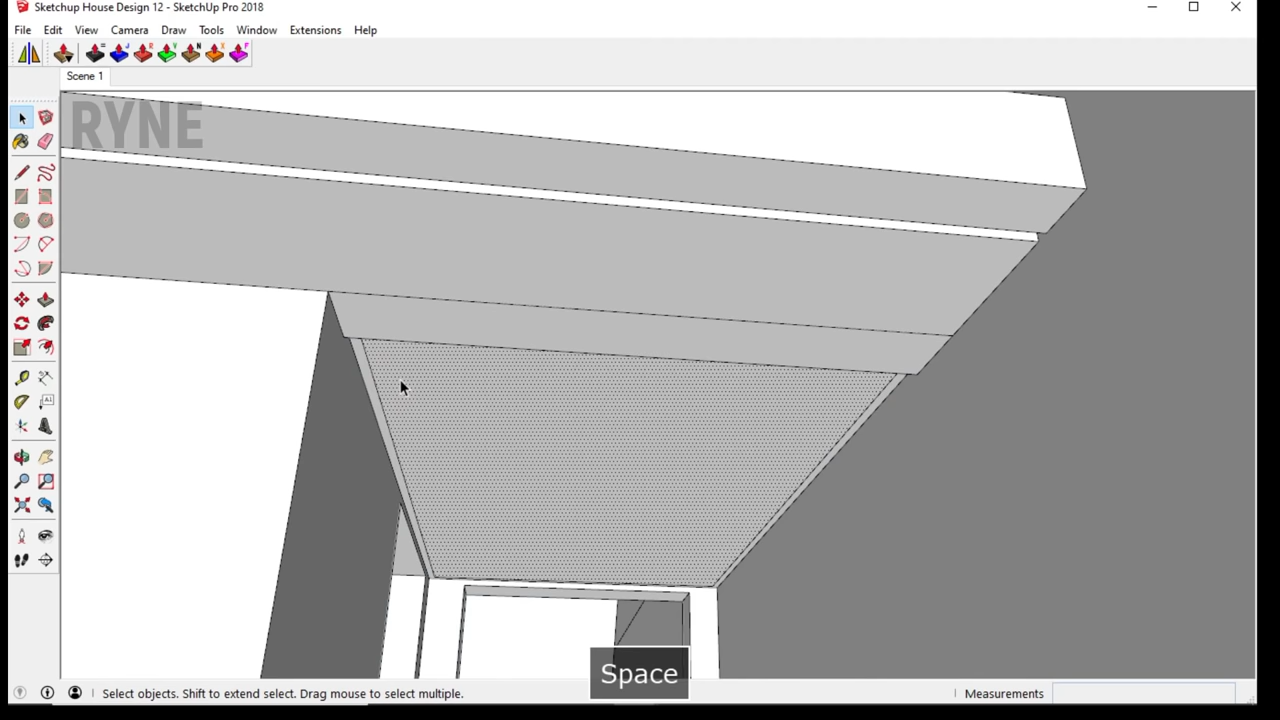 Sketchup House Design 12 - SketchUp Pro 2018
File Edit View Camera Draw Tools Window Extensions Help
Scene 1
RYNE
Space
Select objects. Shift to extend select. Drag mouse to select multiple.
Measurements